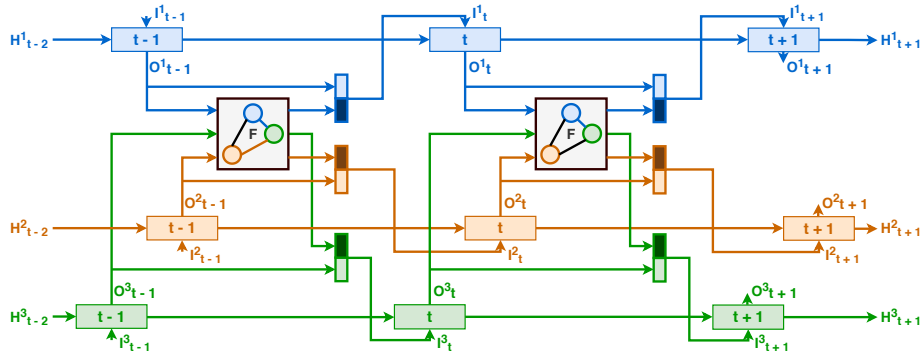 I¹t-1 I¹t I¹t+1
H¹t-2 t - 1 t t + 1 H¹t+1
O¹t-1 O¹t O¹t+1
F F
O²t-1 O²t O²t+1
H²t-2 t - 1 t t + 1 H²t+1
I²t-1 I²t I²t+1
O³t-1 O³t O³t+1
H³t-2 t - 1 t t + 1 H³t+1
I³t-1 I³t I³t+1